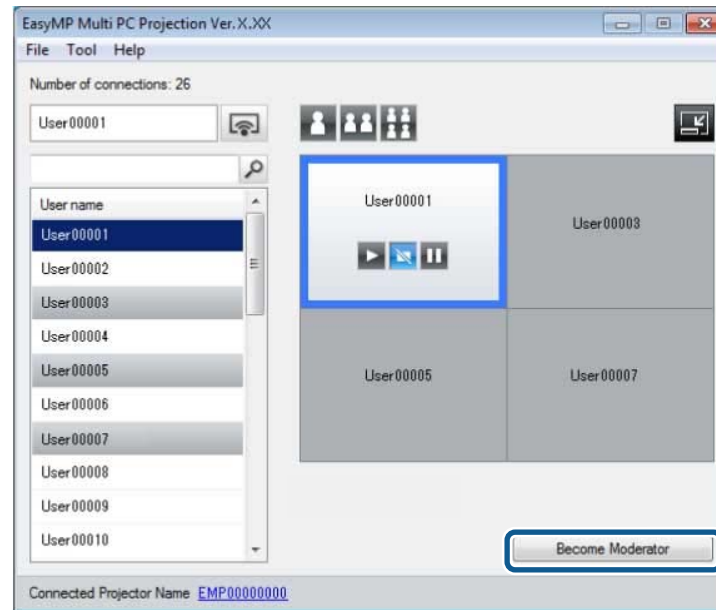 EasyMP Multi PC Projection Ver.X.XX
File Tool Help
Number of connections: 26
User00001
User name
User00001
User00002
User00003
User00004
User00005
User00006
User00007
User00008
User00009
User00010
User00001
User00003
User00005
User00007
Become Moderator
Connected Projector Name EMP00000000